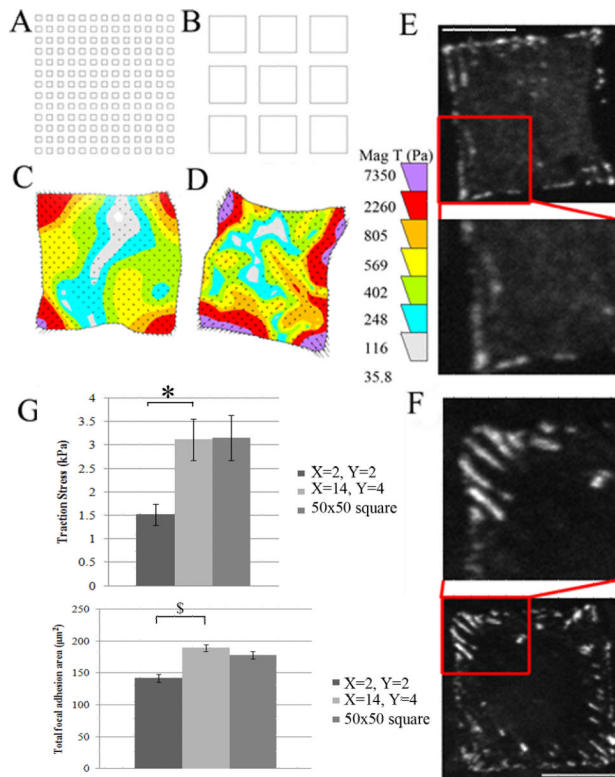 A
B
E
Mag T (Pa)
7350
2260
805
569
402
248
116
35.8
C
D
F
G
*
4
3.5
3
2.5
2
1.5
1
0.5
0
Traction Stress (kPa)
X=2, Y=2
X=14, Y=4
50x50 square
$
250
200
150
100
50
0
Total focal adhesion area (μm²)
X=2, Y=2
X=14, Y=4
50x50 square